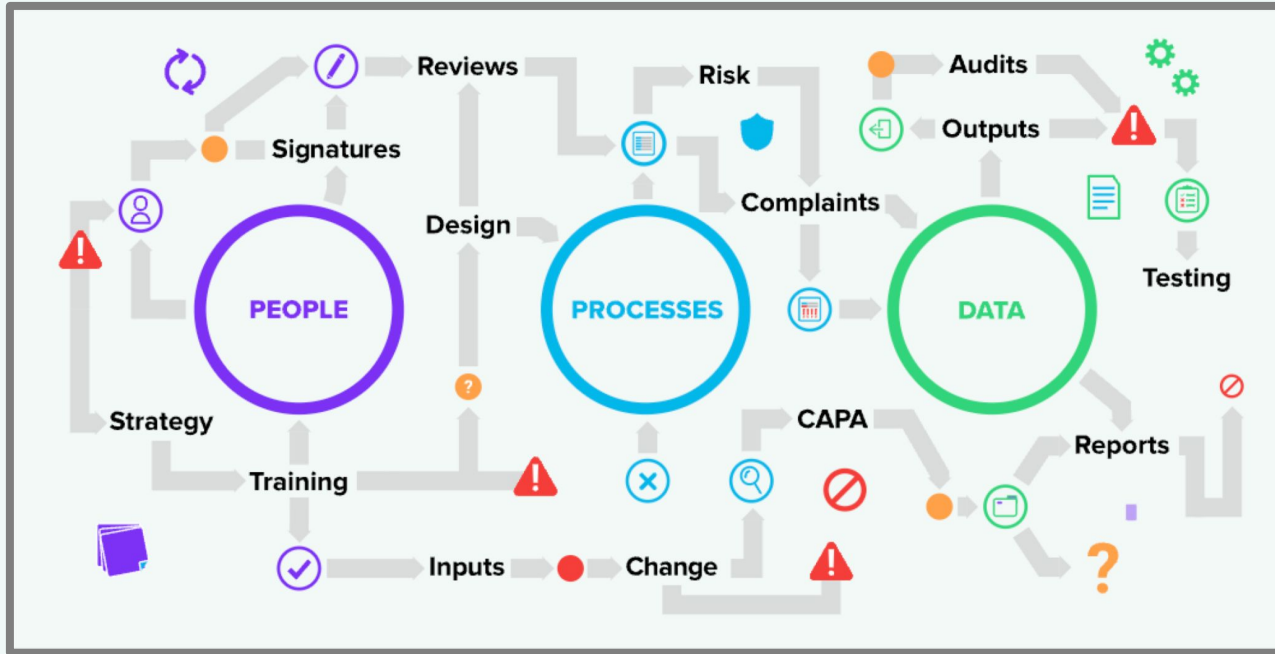 Reviews
Risk
Audits
Signatures
Outputs
Complaints
Design
Testing
PEOPLE
PROCESSES
DATA
?
Strategy
CAPA
Reports
Training
Inputs
Change
?